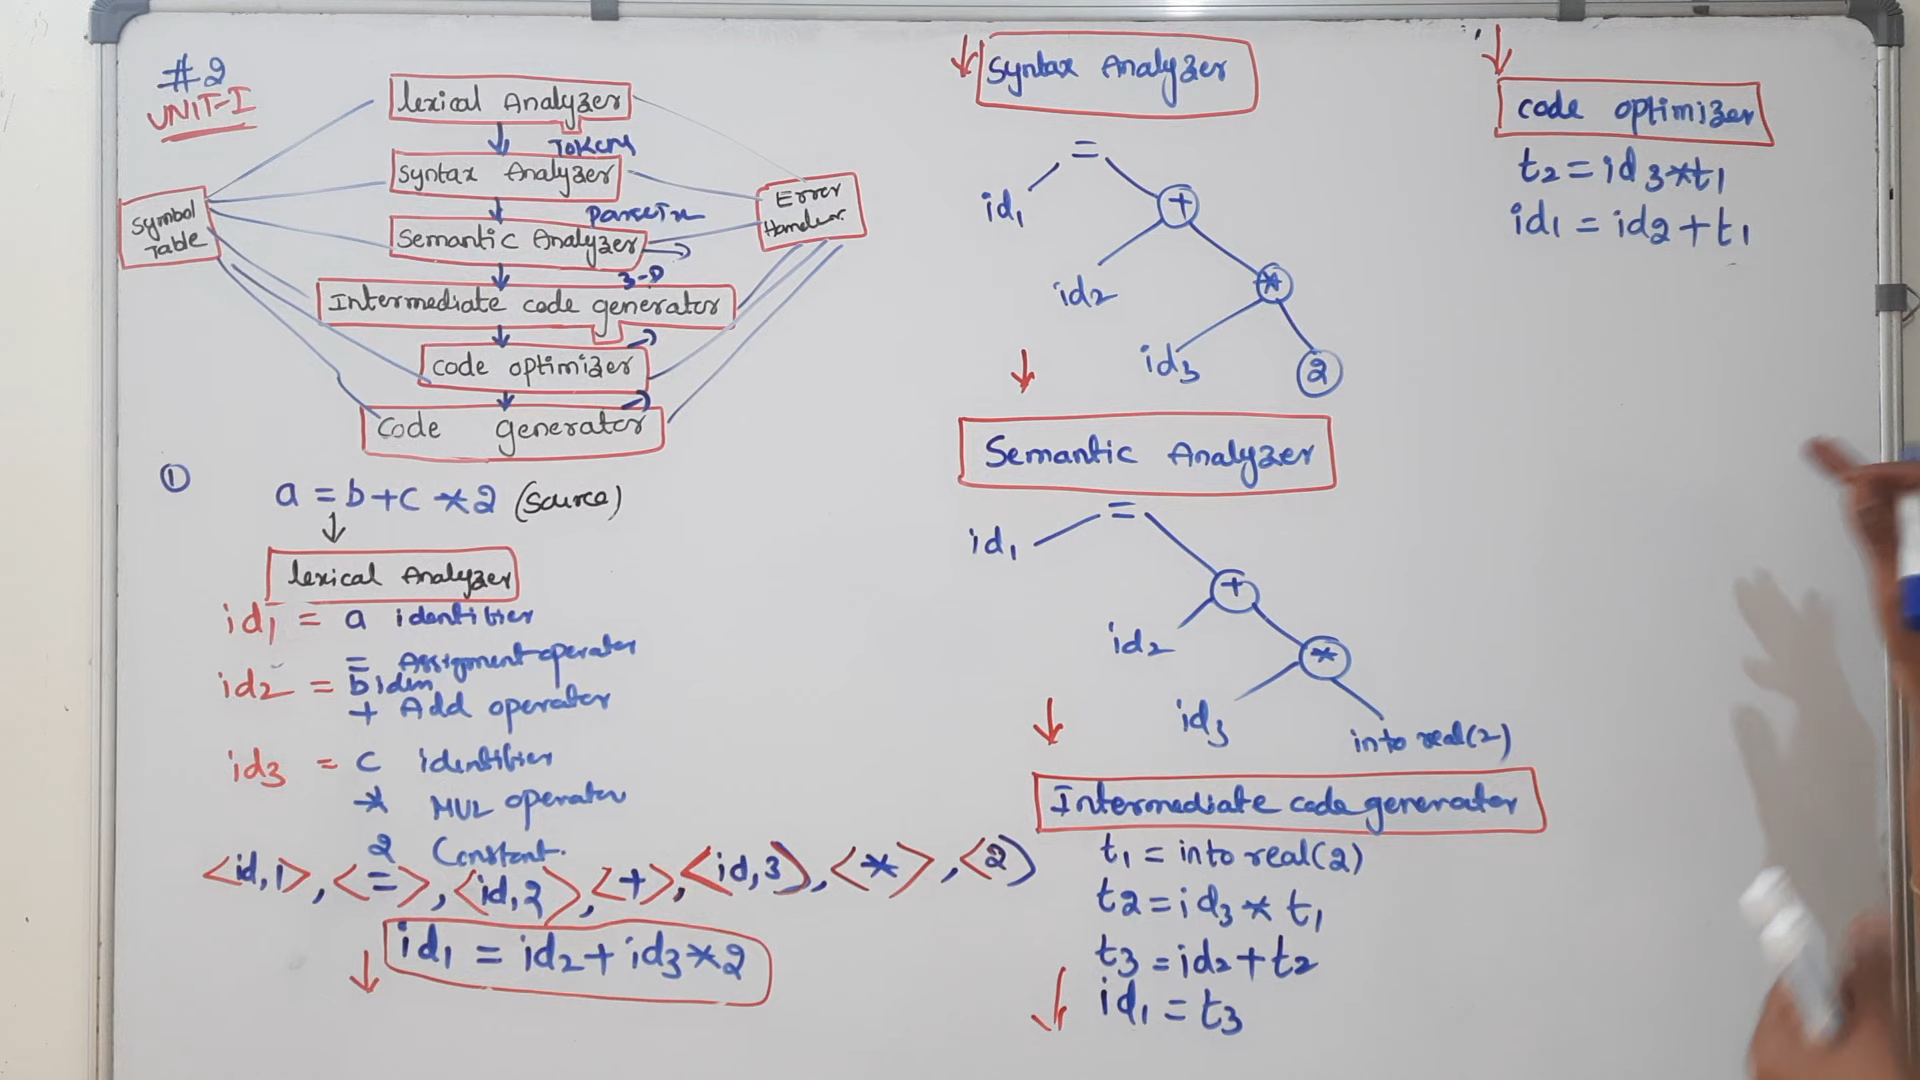 #2
UNIT-I
lexical Analyzer
Tokens
Syntax Analyzer
Symbol
Table
Error
Semantic Analyzer
3-D
Intermediate code generator
code optimizer
Code generator
①
a = b + c * 2 (source)
lexical Analyzer
id1 = a identifier
= Assignment operator
id2 = b iden
+ Add operator
id3 = c identifier
* MUL operator
2 Constant.
<id,1>, <=>, <id,2>, <+>, <id,3>, <*>, <2>
id1 = id2 + id3 * 2
Syntax Analyzer
=
id1
+
id2
*
id3
2
Semantic Analyzer
=
id1
+
id2
*
id3
into real(2)
Intermediate code generator
t1 = into real(2)
t2 = id3 * t1
t3 = id2 + t2
id1 = t3
code optimizer
t2 = id3 * t1
id1 = id2 + t1